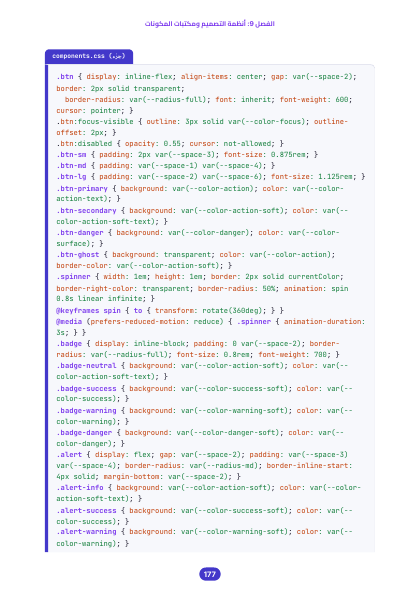 الفصل 9: أنظمة التصميم ومكتبات المكونات
components.css (جزء)
.btn { display: inline-flex; align-items: center; gap: var(--space-2);
border: 2px solid transparent;
border-radius: var(--radius-full); font: inherit; font-weight: 600;
cursor: pointer; }
.btn:focus-visible { outline: 3px solid var(--color-focus); outline-
offset: 2px; }
.btn:disabled { opacity: 0.55; cursor: not-allowed; }
.btn-sm { padding: 2px var(--space-3); font-size: 0.875rem; }
.btn-md { padding: var(--space-1) var(--space-4); }
.btn-lg { padding: var(--space-2) var(--space-6); font-size: 1.125rem; }
.btn-primary { background: var(--color-action); color: var(--color-
action-text); }
.btn-secondary { background: var(--color-action-soft); color: var(--
color-action-soft-text); }
.btn-danger { background: var(--color-danger); color: var(--color-
surface); }
.btn-ghost { background: transparent; color: var(--color-action);
border-color: var(--color-action-soft); }
.spinner { width: 1em; height: 1em; border: 2px solid currentColor;
border-right-color: transparent; border-radius: 50%; animation: spin
0.8s linear infinite; }
@keyframes spin { to { transform: rotate(360deg); } }
@media (prefers-reduced-motion: reduce) { .spinner { animation-duration:
3s; } }
.badge { display: inline-block; padding: 0 var(--space-2); border-
radius: var(--radius-full); font-size: 0.8rem; font-weight: 700; }
.badge-neutral { background: var(--color-action-soft); color: var(--
color-action-soft-text); }
.badge-success { background: var(--color-success-soft); color: var(--
color-success); }
.badge-warning { background: var(--color-warning-soft); color: var(--
color-warning); }
.badge-danger { background: var(--color-danger-soft); color: var(--
color-danger); }
.alert { display: flex; gap: var(--space-2); padding: var(--space-3)
var(--space-4); border-radius: var(--radius-md); border-inline-start:
4px solid; margin-bottom: var(--space-2); }
.alert-info { background: var(--color-action-soft); color: var(--color-
action-soft-text); }
.alert-success { background: var(--color-success-soft); color: var(--
color-success); }
.alert-warning { background: var(--color-warning-soft); color: var(--
color-warning); }
177